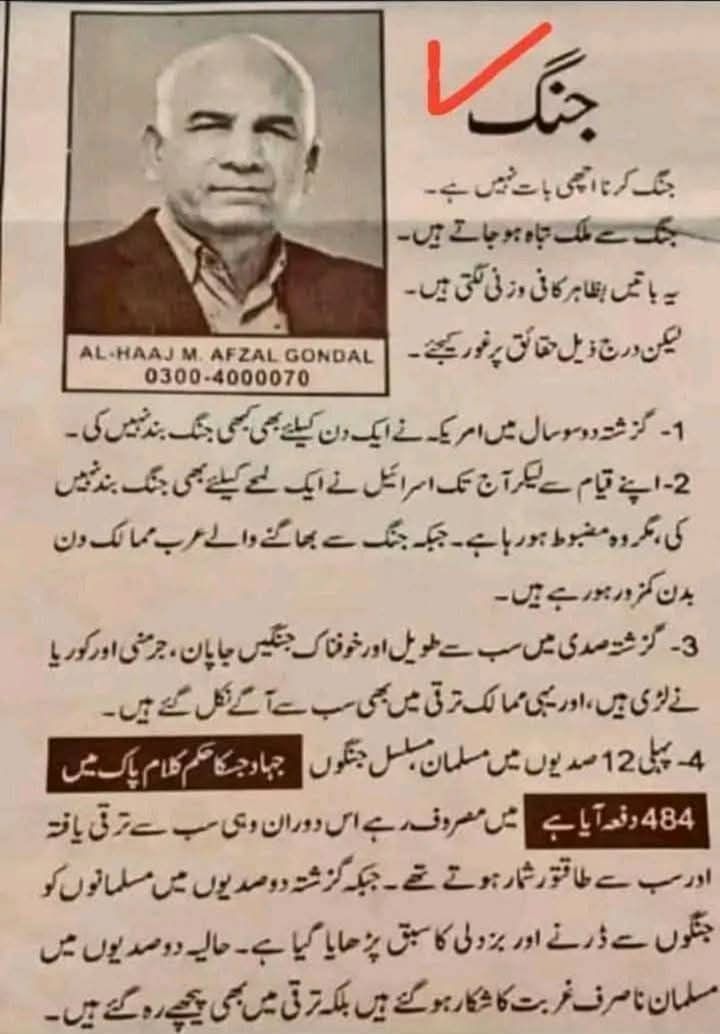 جنگ
جنگ کرنا اچھی بات نہیں ہے۔
جنگ سے ملک تباہ ہو جاتے ہیں۔
یہ باتیں بظاہر کافی وزنی لگتی ہیں۔
لیکن درج ذیل حقائق پر غور کیجئے۔
AL-HAAJ M. AFZAL GONDAL
0300-4000070
1- گزشتہ دو سو سال میں امریکہ نے ایک دن کیلئے بھی کبھی جنگ بند نہیں کی۔
2- اپنے قیام سے لیکر آج تک اسرائیل نے ایک لمحے کیلئے بھی جنگ بند نہیں
کی، مگر وہ مضبوط ہو رہا ہے۔ جبکہ جنگ سے بھاگنے والے عرب ممالک دن
بدن کمزور ہو رہے ہیں۔
3- گزشتہ صدی میں سب سے طویل اور خوفناک جنگیں جاپان، جرمنی اور کوریا
نے لڑی ہیں، اور یہی ممالک ترقی میں بھی سب سے آگے نکل گئے ہیں۔
4- پہلی 12 صدیوں میں مسلمان مسلسل جنگوں جہاد جسکا حکم کلام پاک میں
484 دفعہ آیا ہے میں مصروف رہے اس دوران وہی سب سے ترقی یافتہ
اور سب سے طاقتور شمار ہوتے تھے۔ جبکہ گزشتہ دو صدیوں میں مسلمانوں کو
جنگوں سے ڈرنے اور بزدلی کا سبق پڑھایا گیا ہے۔ حالیہ دو صدیوں میں
مسلمان نا صرف غربت کا شکار ہو گئے ہیں بلکہ ترقی میں بھی پیچھے رہ گئے ہیں۔